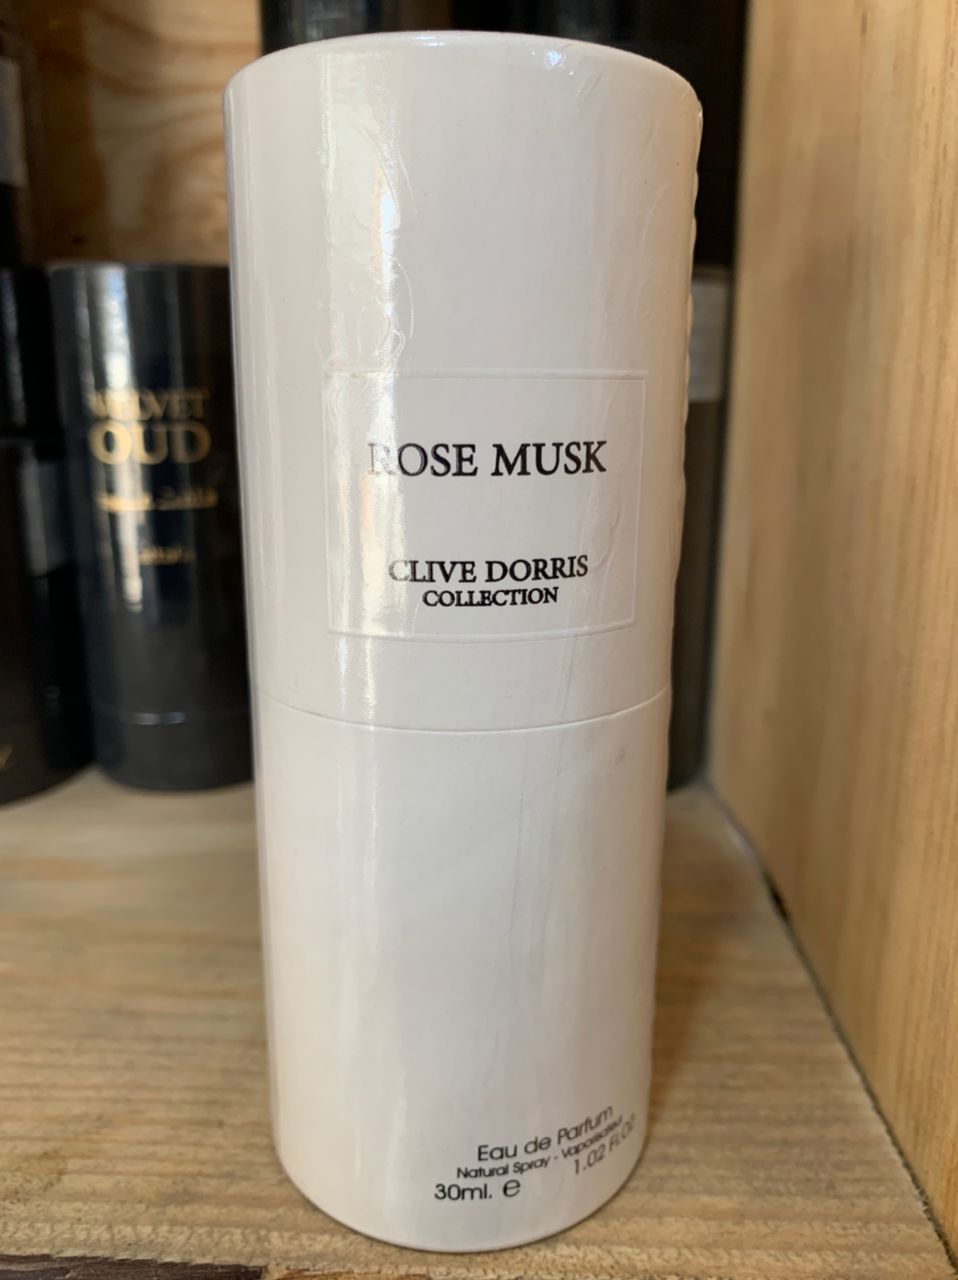 ROSE MUSK
CLIVE DORRIS
COLLECTION
Eau de Parfum
Natural Spray - Vaporisateur
30ml. e 1.02 Fl.Oz
VELVET
OUD